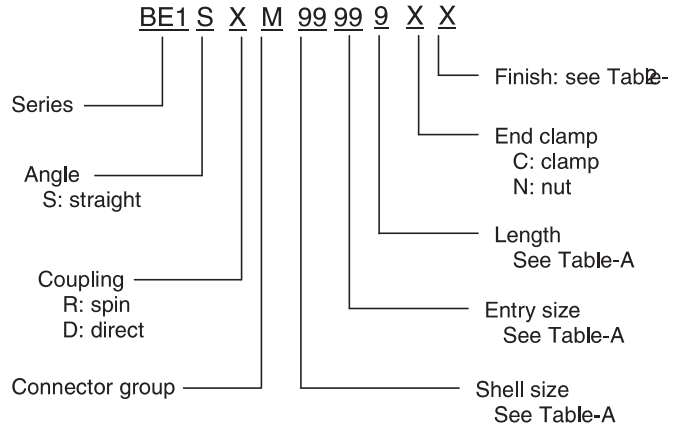 BE1 S X M 99 99 9 X X
Finish: see Table-2
Series
End clamp
C: clamp
N: nut
Angle
S: straight
Length
See Table-A
Coupling
R: spin
D: direct
Entry size
See Table-A
Connector group
Shell size
See Table-A